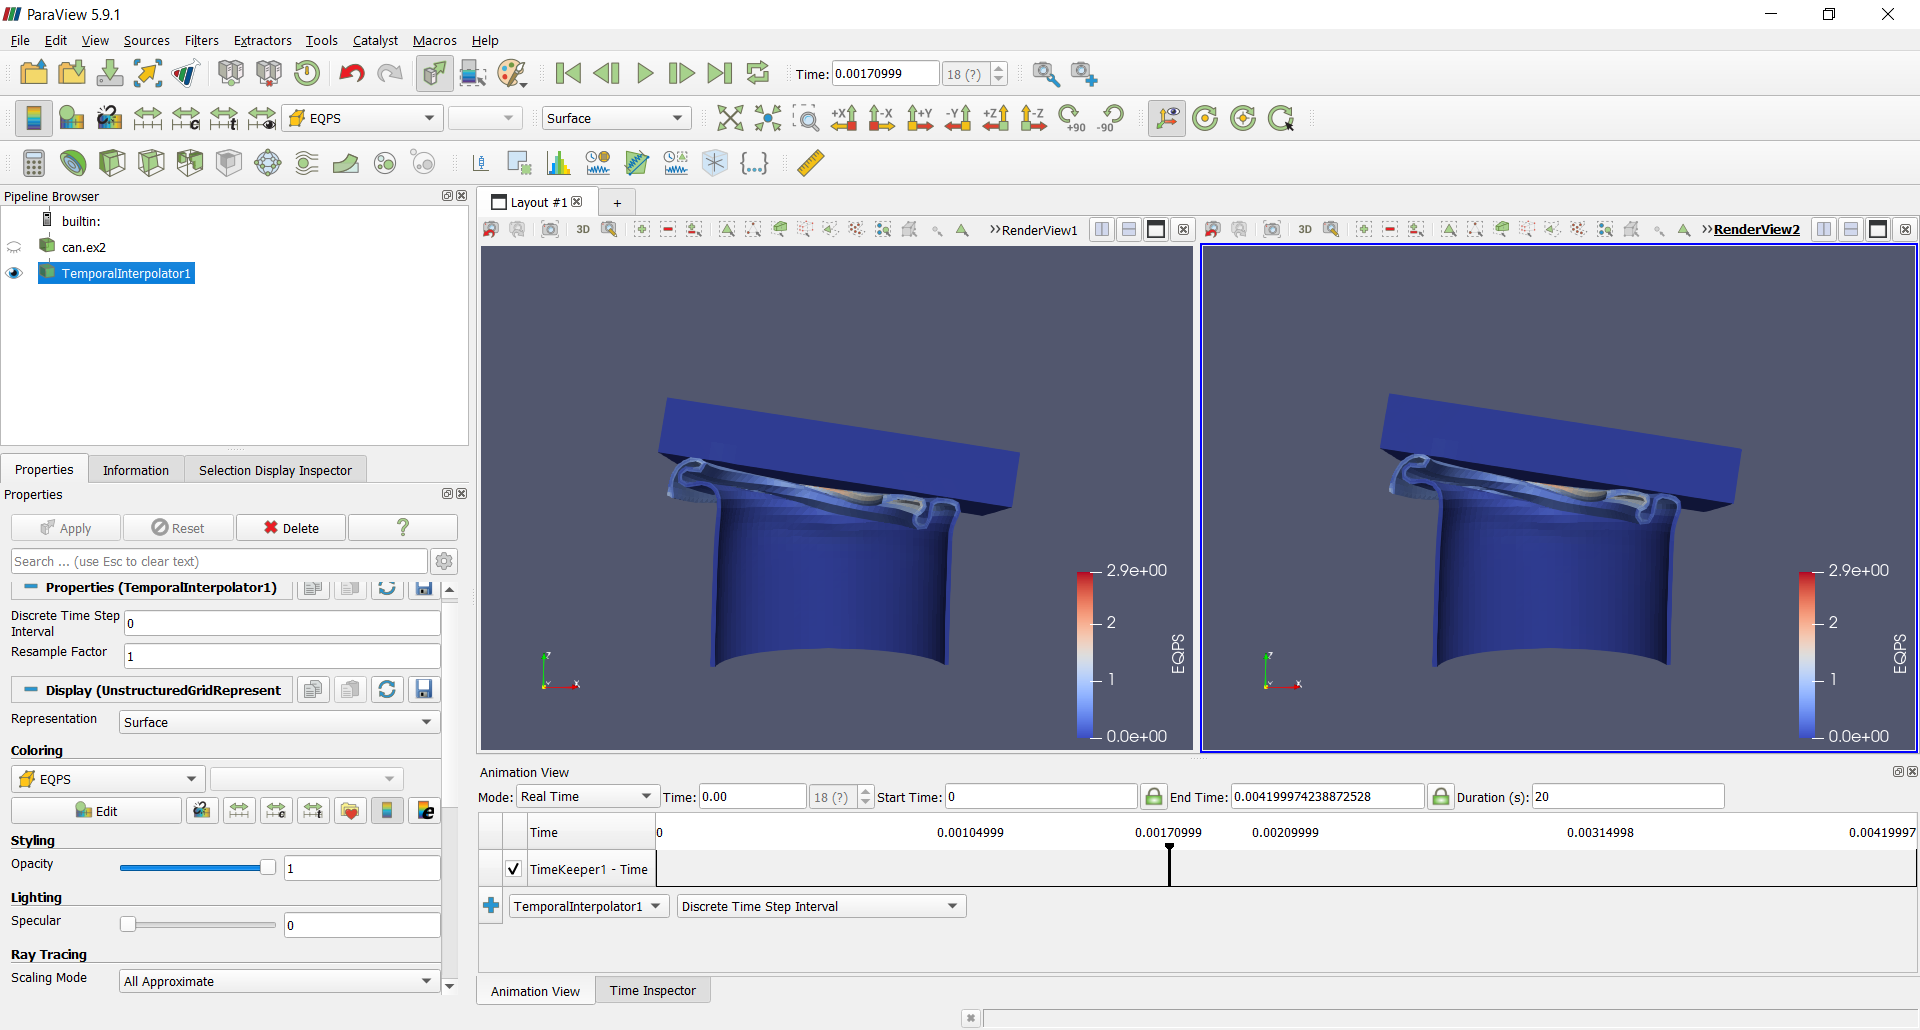 ParaView 5.9.1
File Edit View Sources Filters Extractors Tools Catalyst Macros Help
Time: 0.00170999 18 (?)
EQPS Surface +X -X +Y -Y +Z -Z +90 -90
Pipeline Browser
builtin:
can.ex2
TemporalInterpolator1
Properties Information Selection Display Inspector
Properties
Apply Reset Delete ?
Search ... (use Esc to clear text)
Properties (TemporalInterpolator1)
Discrete Time Step
Interval
0
Resample Factor 1
Display (UnstructuredGridRepresent
Representation Surface
Coloring
EQPS
Edit
Styling
Opacity 1
Lighting
Specular 0
Ray Tracing
Scaling Mode All Approximate
Layout #1 +
3D RenderView1
3D RenderView2
2.9e+00
2
1
0.0e+00
EQPS
Z
Y
X
2.9e+00
2
1
0.0e+00
EQPS
Z
Y
X
Animation View
Mode: Real Time Time: 0.00 18 (?) Start Time: 0 End Time: 0.004199974238872528 Duration (s): 20
Time 0 0.00104999 0.00170999 0.00209999 0.00314998 0.00419997
TimeKeeper1 - Time
TemporalInterpolator1 Discrete Time Step Interval
Animation View Time Inspector